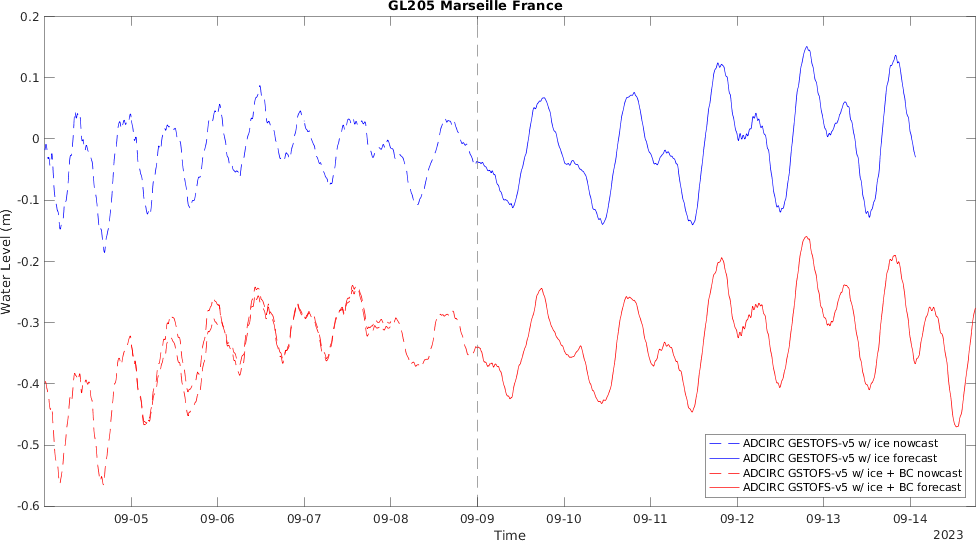 GL205 Marseille France
0.2
0.1
0
-0.1
-0.2
-0.3
-0.4
-0.5
-0.6
Water Level (m)
ADCIRC GESTOFS-v5 w/ ice nowcast
ADCIRC GESTOFS-v5 w/ ice forecast
ADCIRC GSTOFS-v5 w/ ice + BC nowcast
ADCIRC GSTOFS-v5 w/ ice + BC forecast
09-05 09-06 09-07 09-08 09-09 09-10 09-11 09-12 09-13 09-14
Time
2023